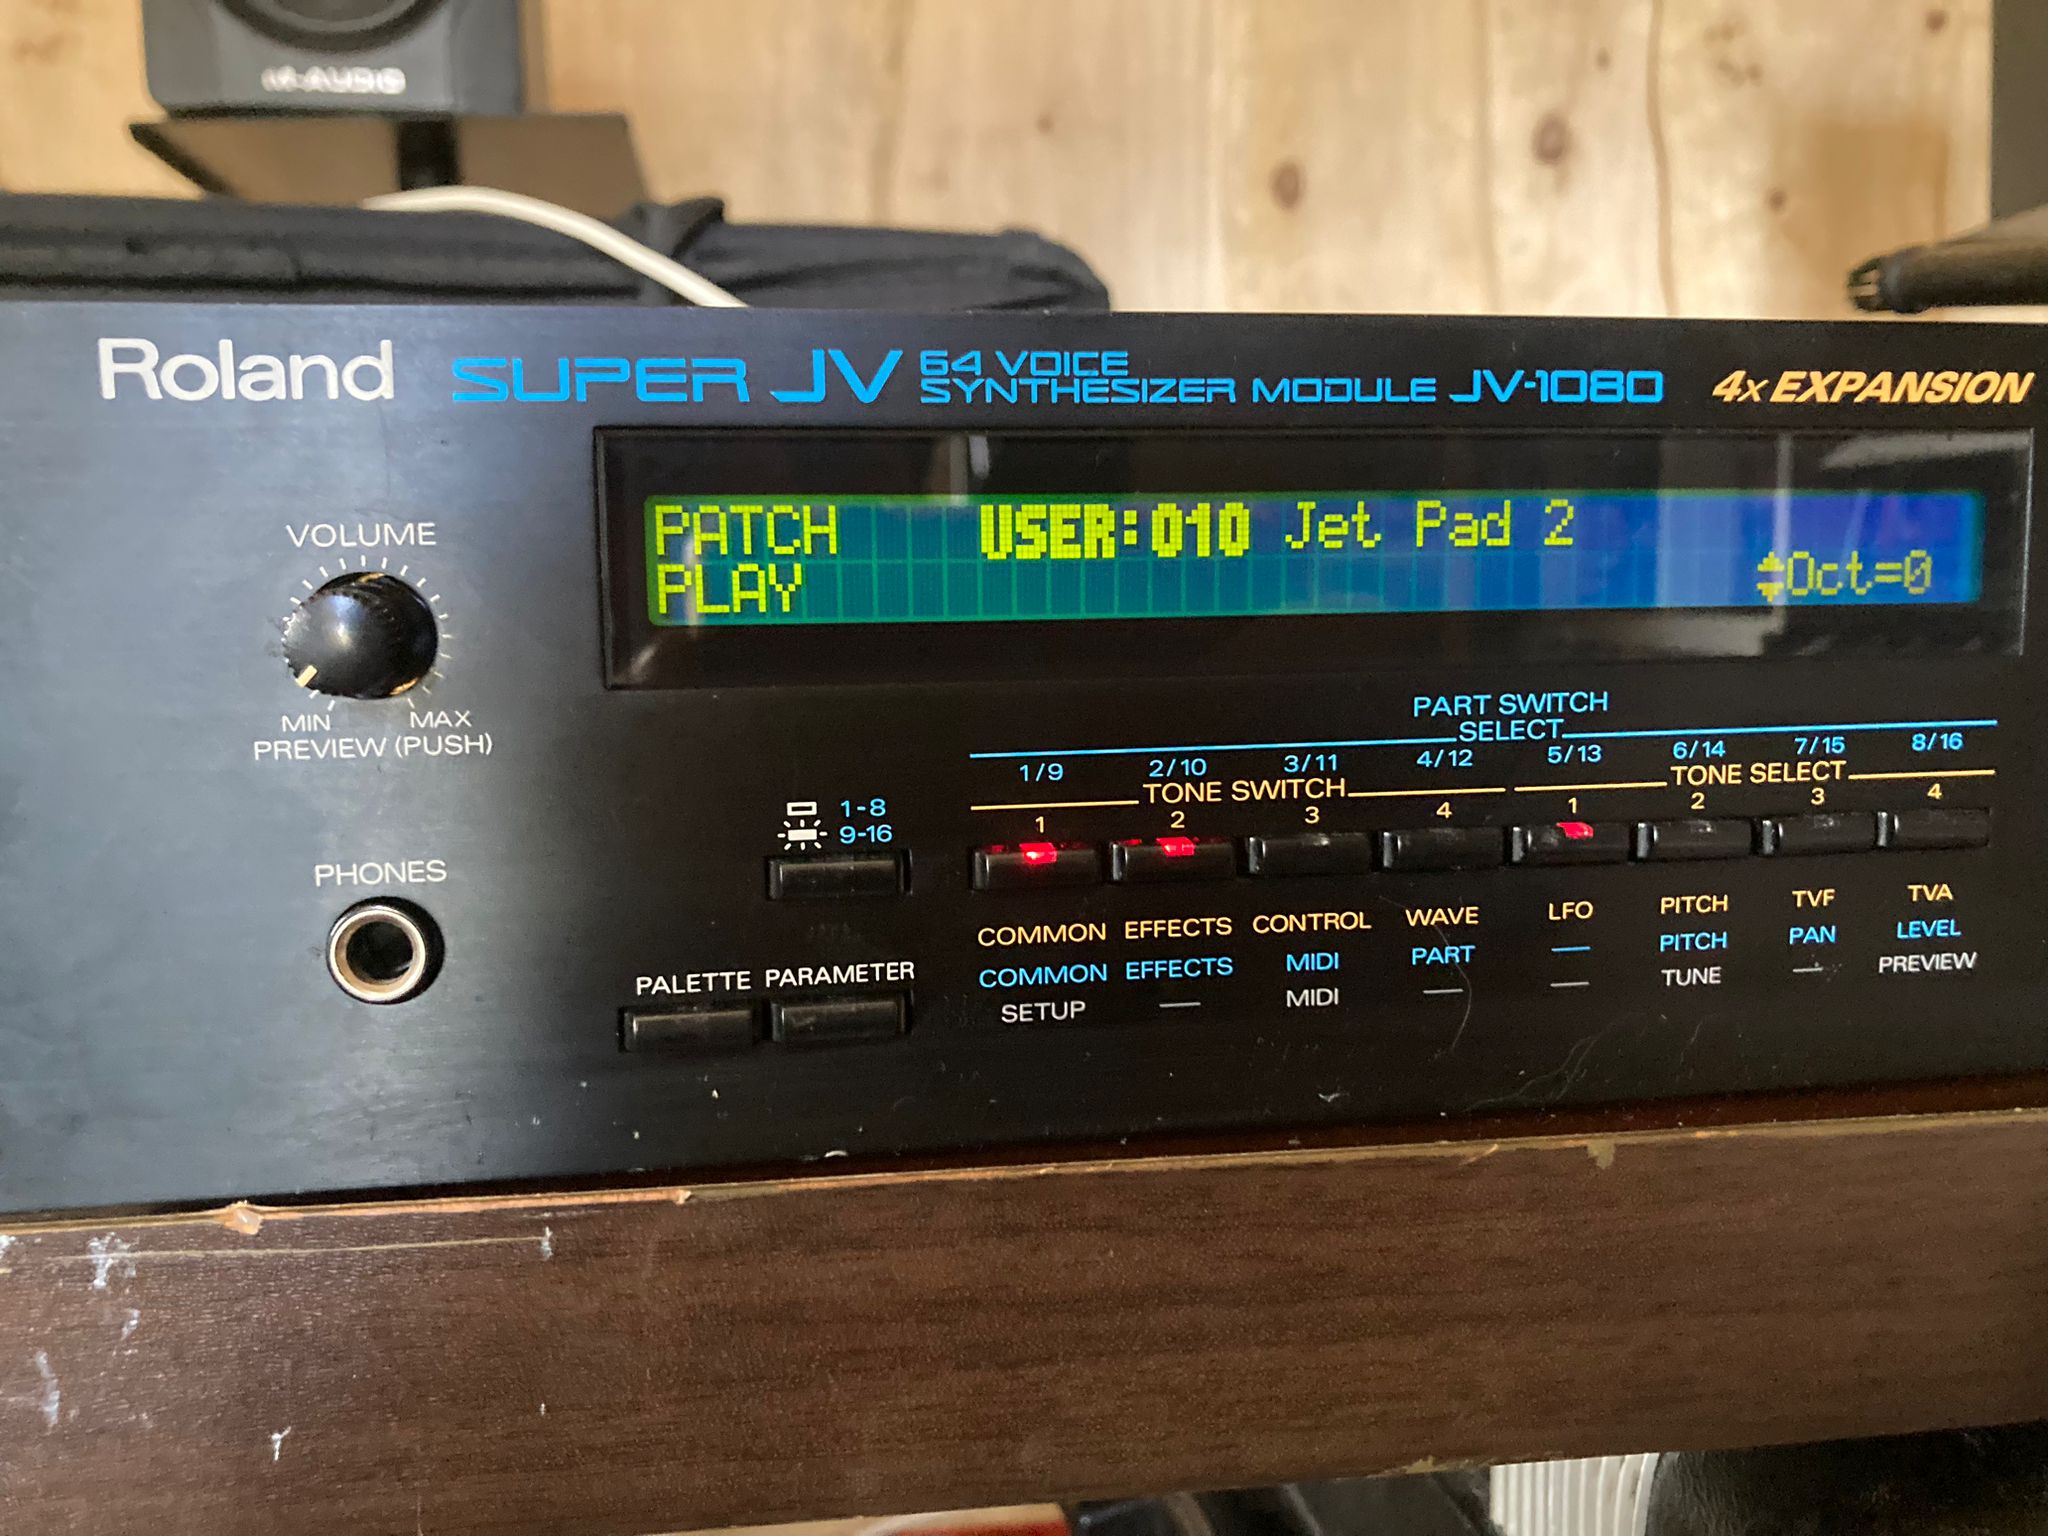 M-AUDIO
Roland SUPER JV 64 VOICE SYNTHESIZER MODULE JV-1080 4x EXPANSION
PATCH USER:010 Jet Pad 2
PLAY Oct=0
VOLUME
MIN MAX
PREVIEW (PUSH)
PHONES
PART SWITCH
SELECT
1/9 2/10 3/11 4/12 5/13 6/14 7/15 8/16
TONE SWITCH TONE SELECT
1 2 3 4 1 2 3 4
1-8
9-16
COMMON EFFECTS CONTROL WAVE LFO PITCH TVF TVA
COMMON EFFECTS MIDI PART — PITCH PAN LEVEL
SETUP — MIDI — — TUNE — PREVIEW
PALETTE PARAMETER